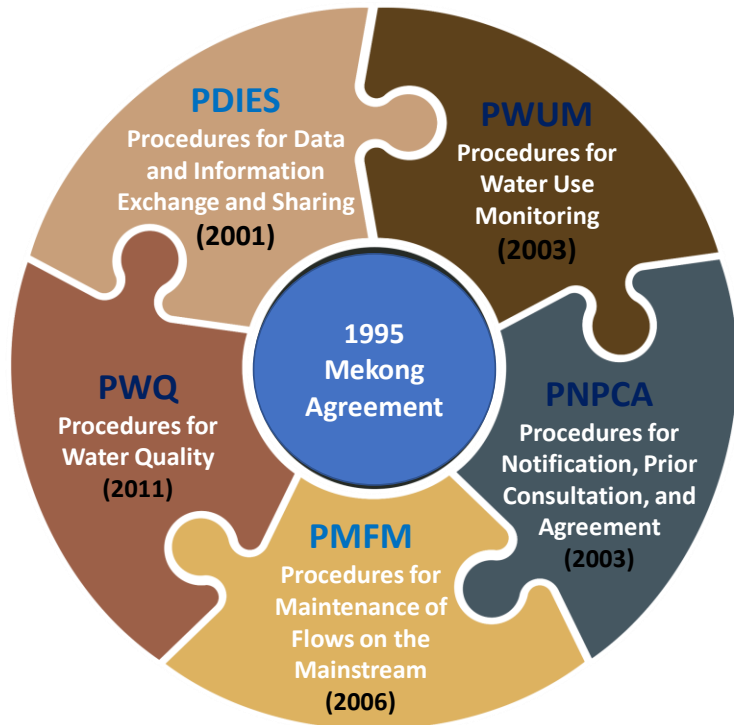 PDIES
Procedures for Data
and Information
Exchange and Sharing
(2001)
PWUM
Procedures for
Water Use
Monitoring
(2003)
1995
Mekong
Agreement
PWQ
Procedures for
Water Quality
(2011)
PNPCA
Procedures for
Notification, Prior
Consultation, and
Agreement
(2003)
PMFM
Procedures for
Maintenance of
Flows on the
Mainstream
(2006)